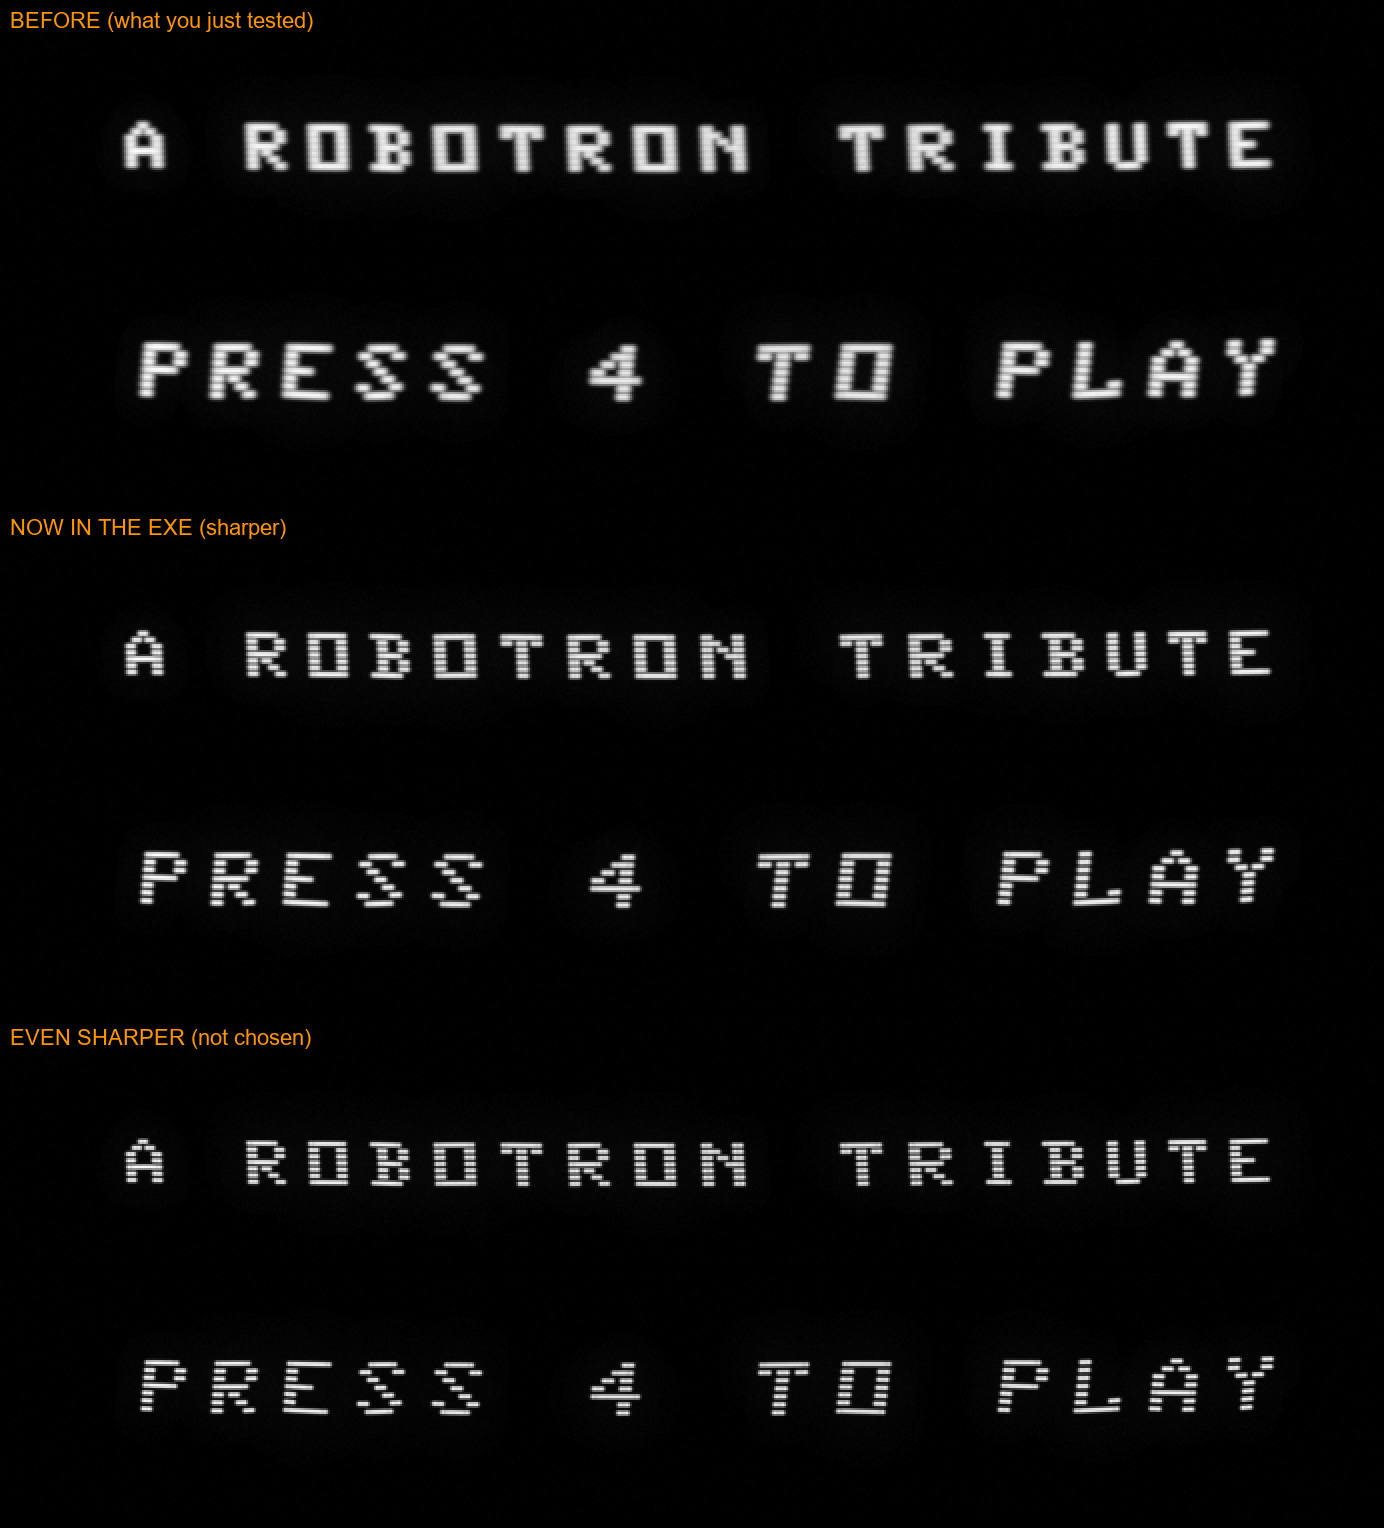 BEFORE (what you just tested)
A ROBOTRON TRIBUTE
PRESS 4 TO PLAY
NOW IN THE EXE (sharper)
A ROBOTRON TRIBUTE
PRESS 4 TO PLAY
EVEN SHARPER (not chosen)
A ROBOTRON TRIBUTE
PRESS 4 TO PLAY